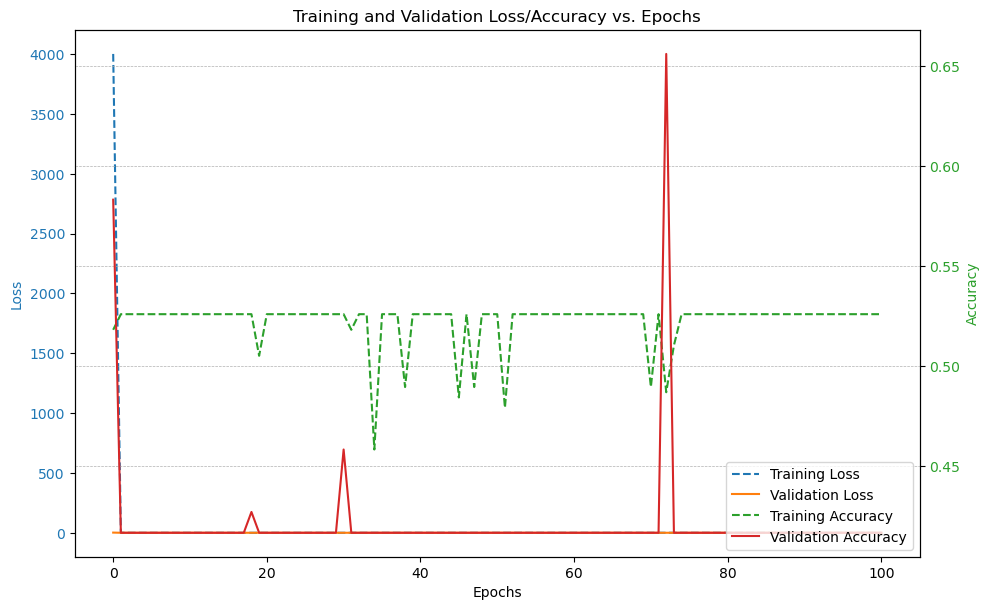 Training and Validation Loss/Accuracy vs. Epochs
4000
3500
3000
2500
2000
1500
1000
500
0
Loss
0.65
0.60
0.55
0.50
0.45
Accuracy
Training Loss
Validation Loss
Training Accuracy
Validation Accuracy
0 20 40 60 80 100
Epochs